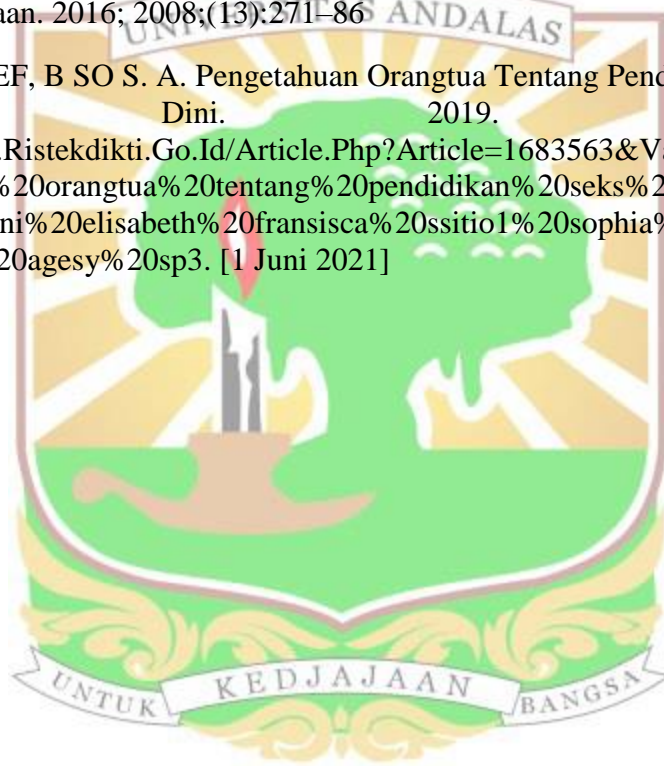 aan. 2016; 2008;(13):271–86
UNIVERSITAS ANDALAS
EF, B SO S. A. Pengetahuan Orangtua Tentang Pend
Dini. 2019.
.Ristekdikti.Go.Id/Article.Php?Article=1683563&V
%20orangtua%20tentang%20pendidikan%20seks%2
ni%20elisabeth%20fransisca%20ssitio1%20sophia%
20agesy%20sp3. [1 Juni 2021]
UNTUK KEDJAJAAN BANGSA